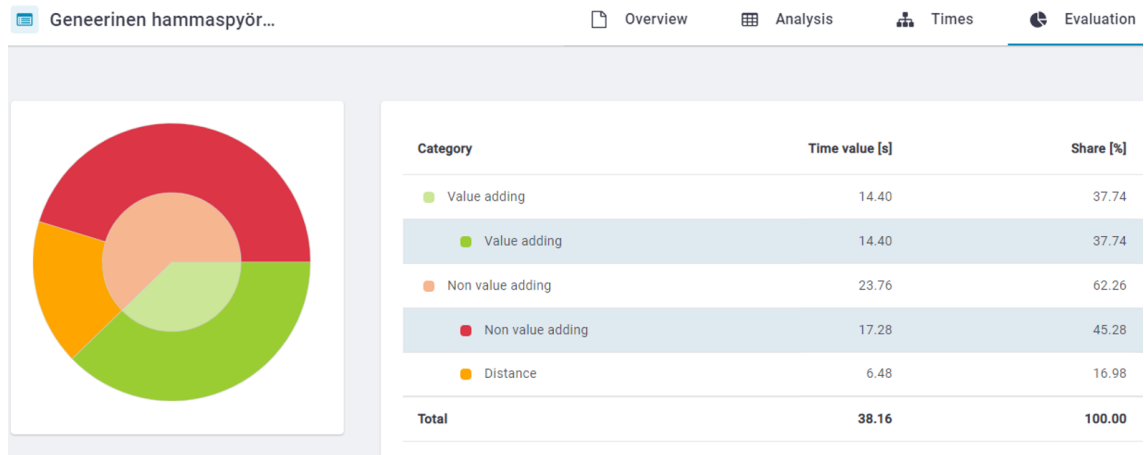 Geneerinen hammaspyör... Overview Analysis Times Evaluation
Category Time value [s] Share [%]
Value adding 14.40 37.74
Value adding 14.40 37.74
Non value adding 23.76 62.26
Non value adding 17.28 45.28
Distance 6.48 16.98
Total 38.16 100.00